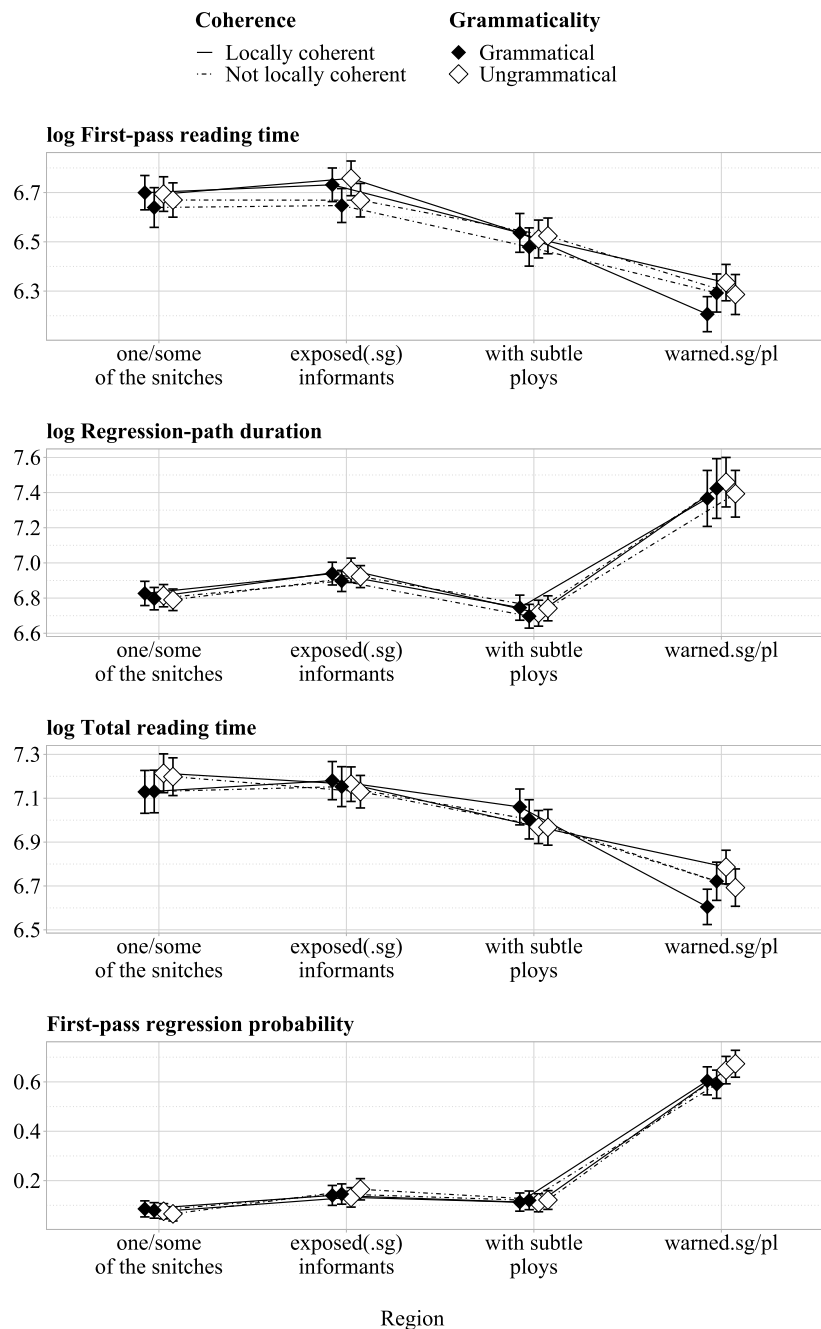 Coherence
Grammaticality
Locally coherent
Grammatical
Not locally coherent
Ungrammatical
log First-pass reading time
6.7
6.5
6.3
one/some
of the snitches
exposed(.sg)
informants
with subtle
ploys
warned.sg/pl
log Regression-path duration
7.6
7.4
7.2
7.0
6.8
6.6
one/some
of the snitches
exposed(.sg)
informants
with subtle
ploys
warned.sg/pl
log Total reading time
7.3
7.1
6.9
6.7
6.5
one/some
of the snitches
exposed(.sg)
informants
with subtle
ploys
warned.sg/pl
First-pass regression probability
0.6
0.4
0.2
one/some
of the snitches
exposed(.sg)
informants
with subtle
ploys
warned.sg/pl
Region